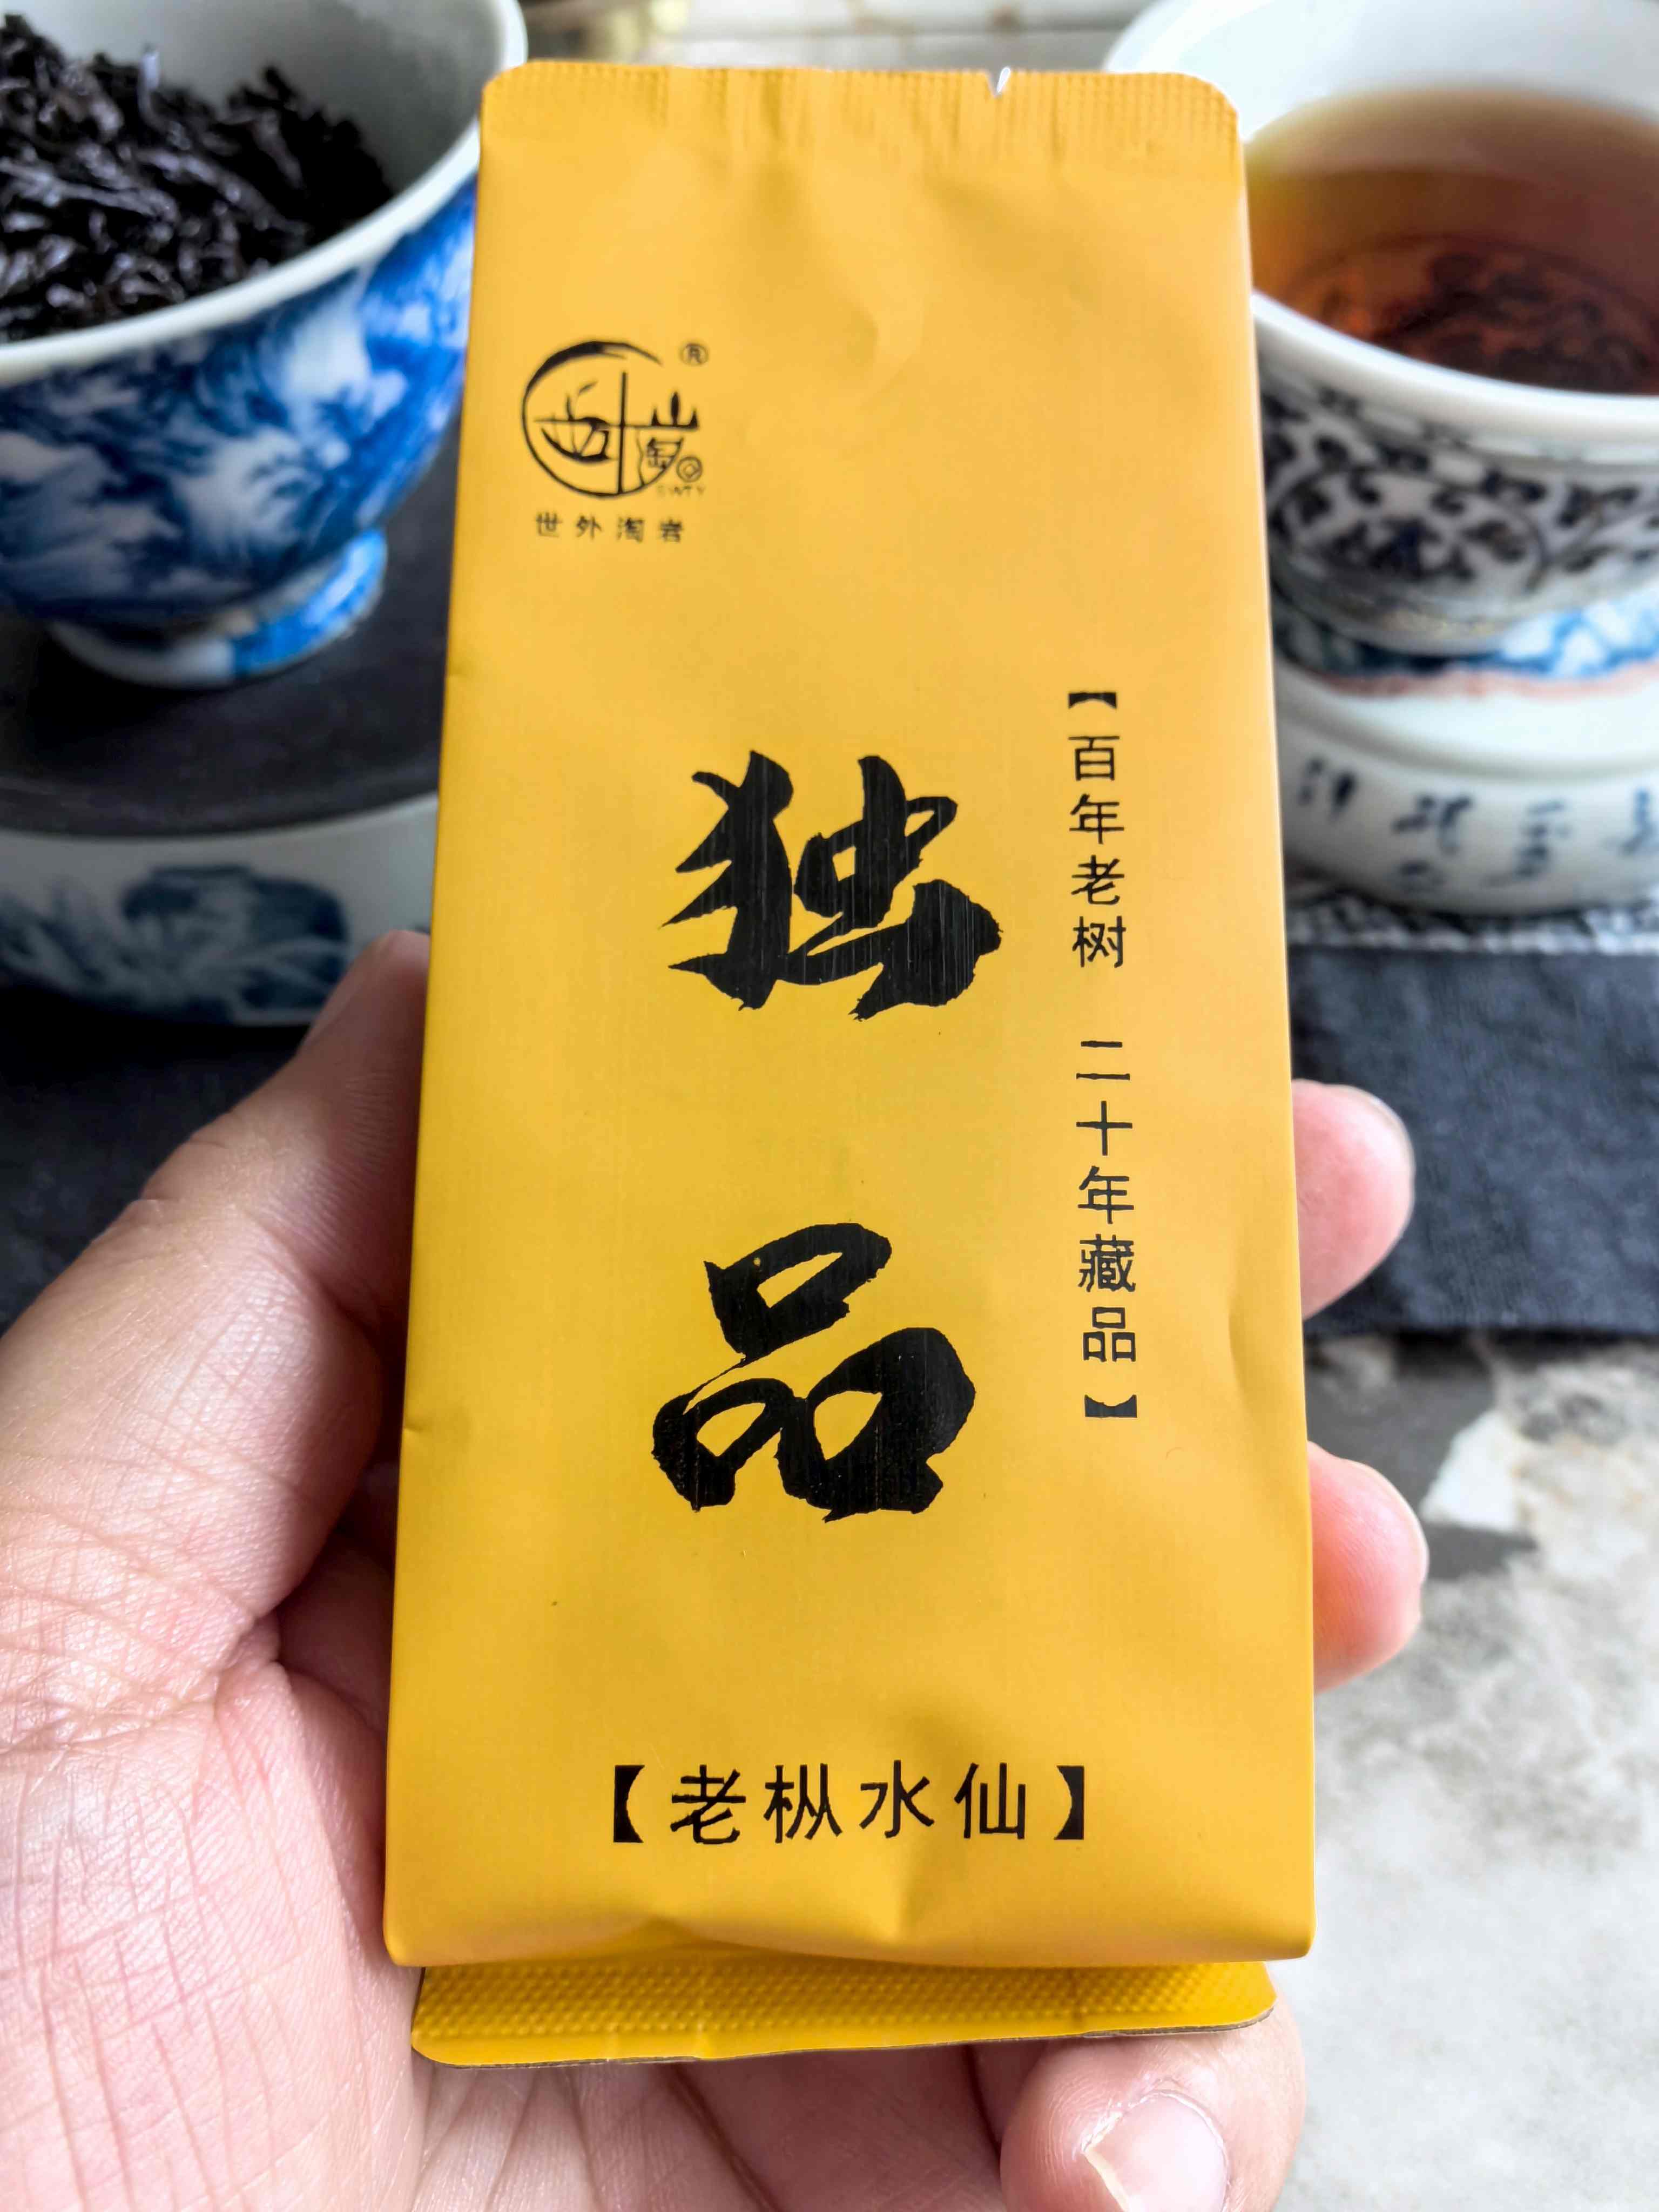 世外淘岩
【百年老树 二十年藏品】
独品
【老枞水仙】